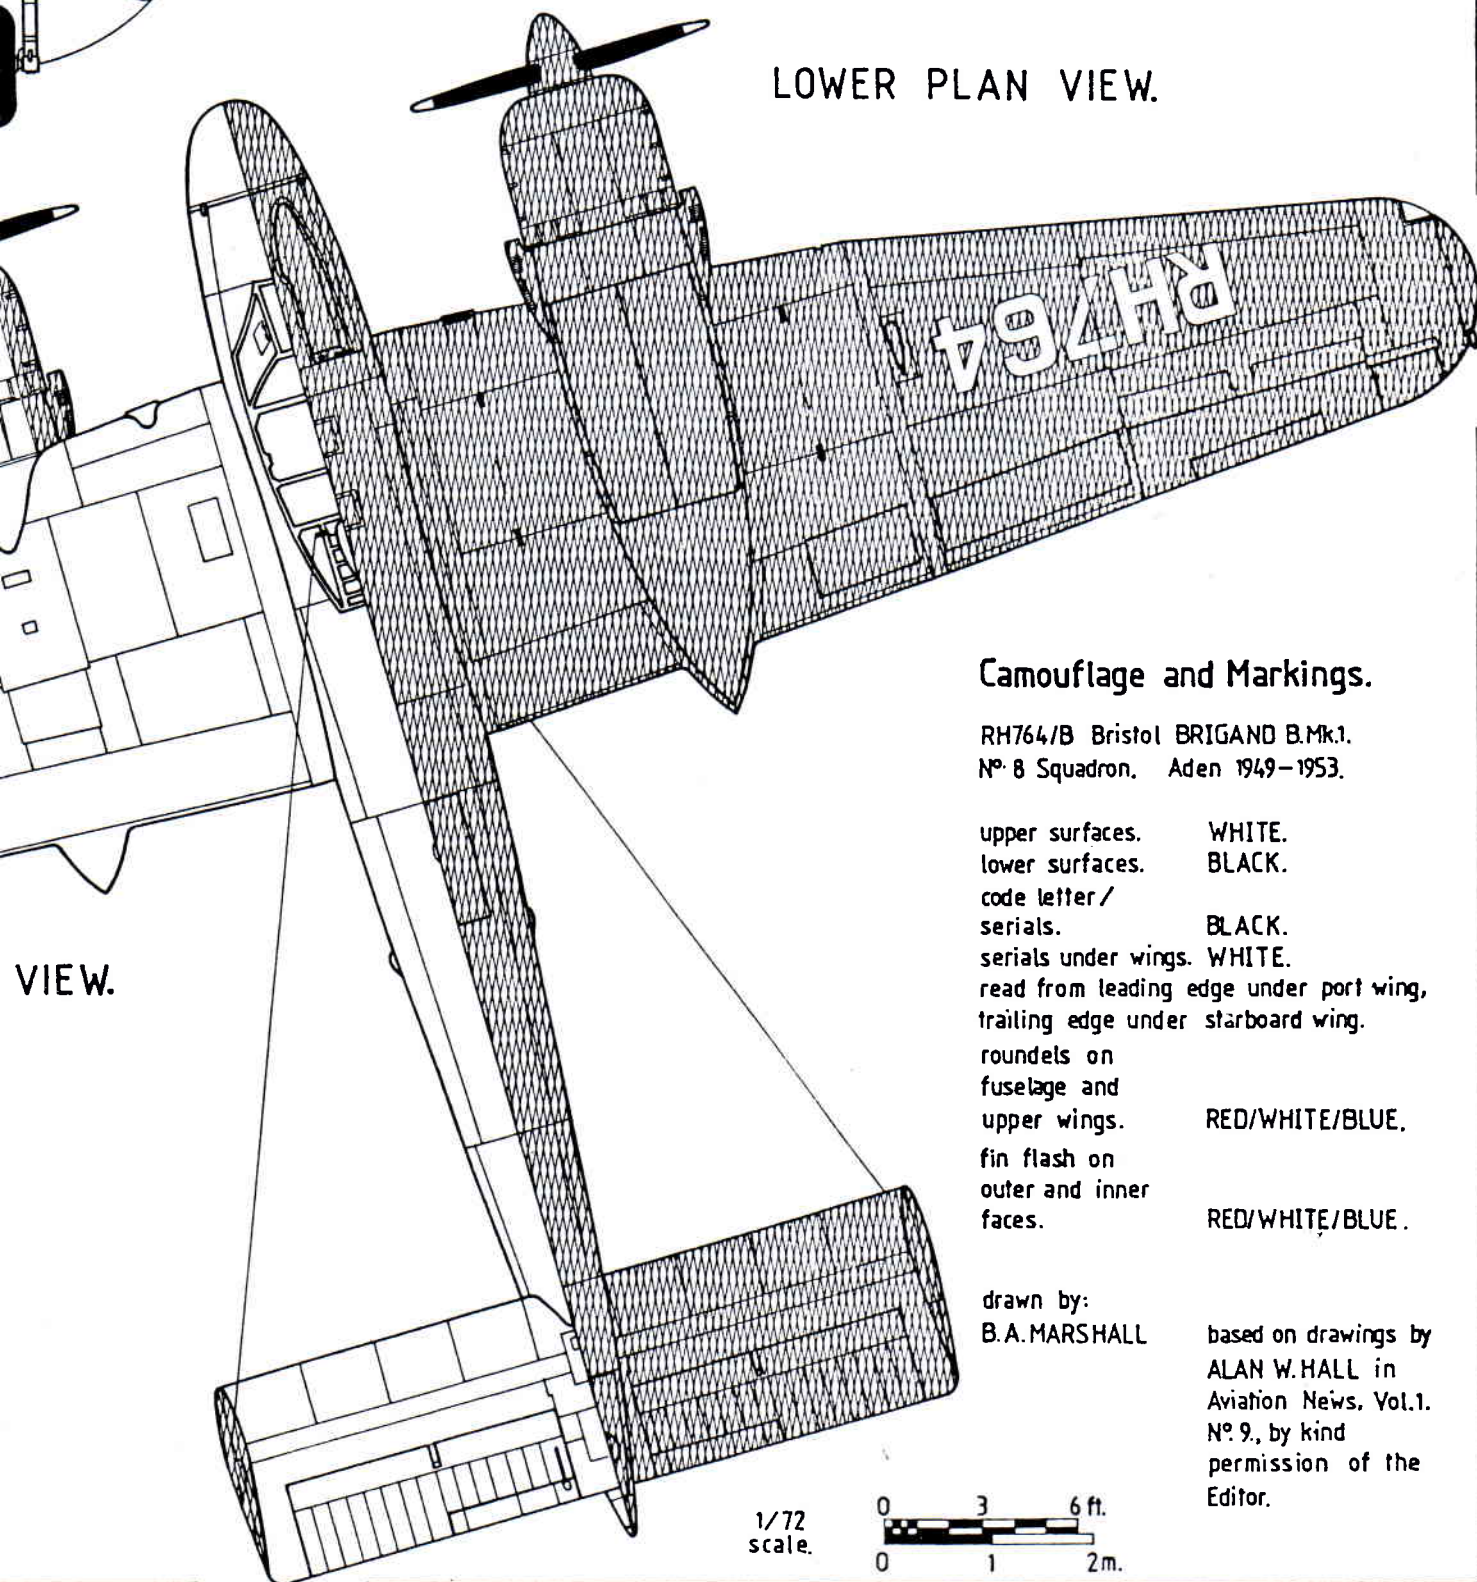 LOWER PLAN VIEW.
RH764
Camouflage and Markings.
RH764/B Bristol BRIGAND B.Mk.1.
Nº 8 Squadron. Aden 1949-1953.
upper surfaces. WHITE.
lower surfaces. BLACK.
code letter/
serials. BLACK.
serials under wings. WHITE.
read from leading edge under port wing,
trailing edge under starboard wing.
roundels on
fuselage and
upper wings. RED/WHITE/BLUE.
fin flash on
outer and inner
faces. RED/WHITE/BLUE.
VIEW.
drawn by:
B.A.MARSHALL
based on drawings by
ALAN W.HALL in
Aviation News, Vol.1.
Nº 9., by kind
permission of the
Editor.
1/72
scale.
0 3 6 ft.
0 1 2m.